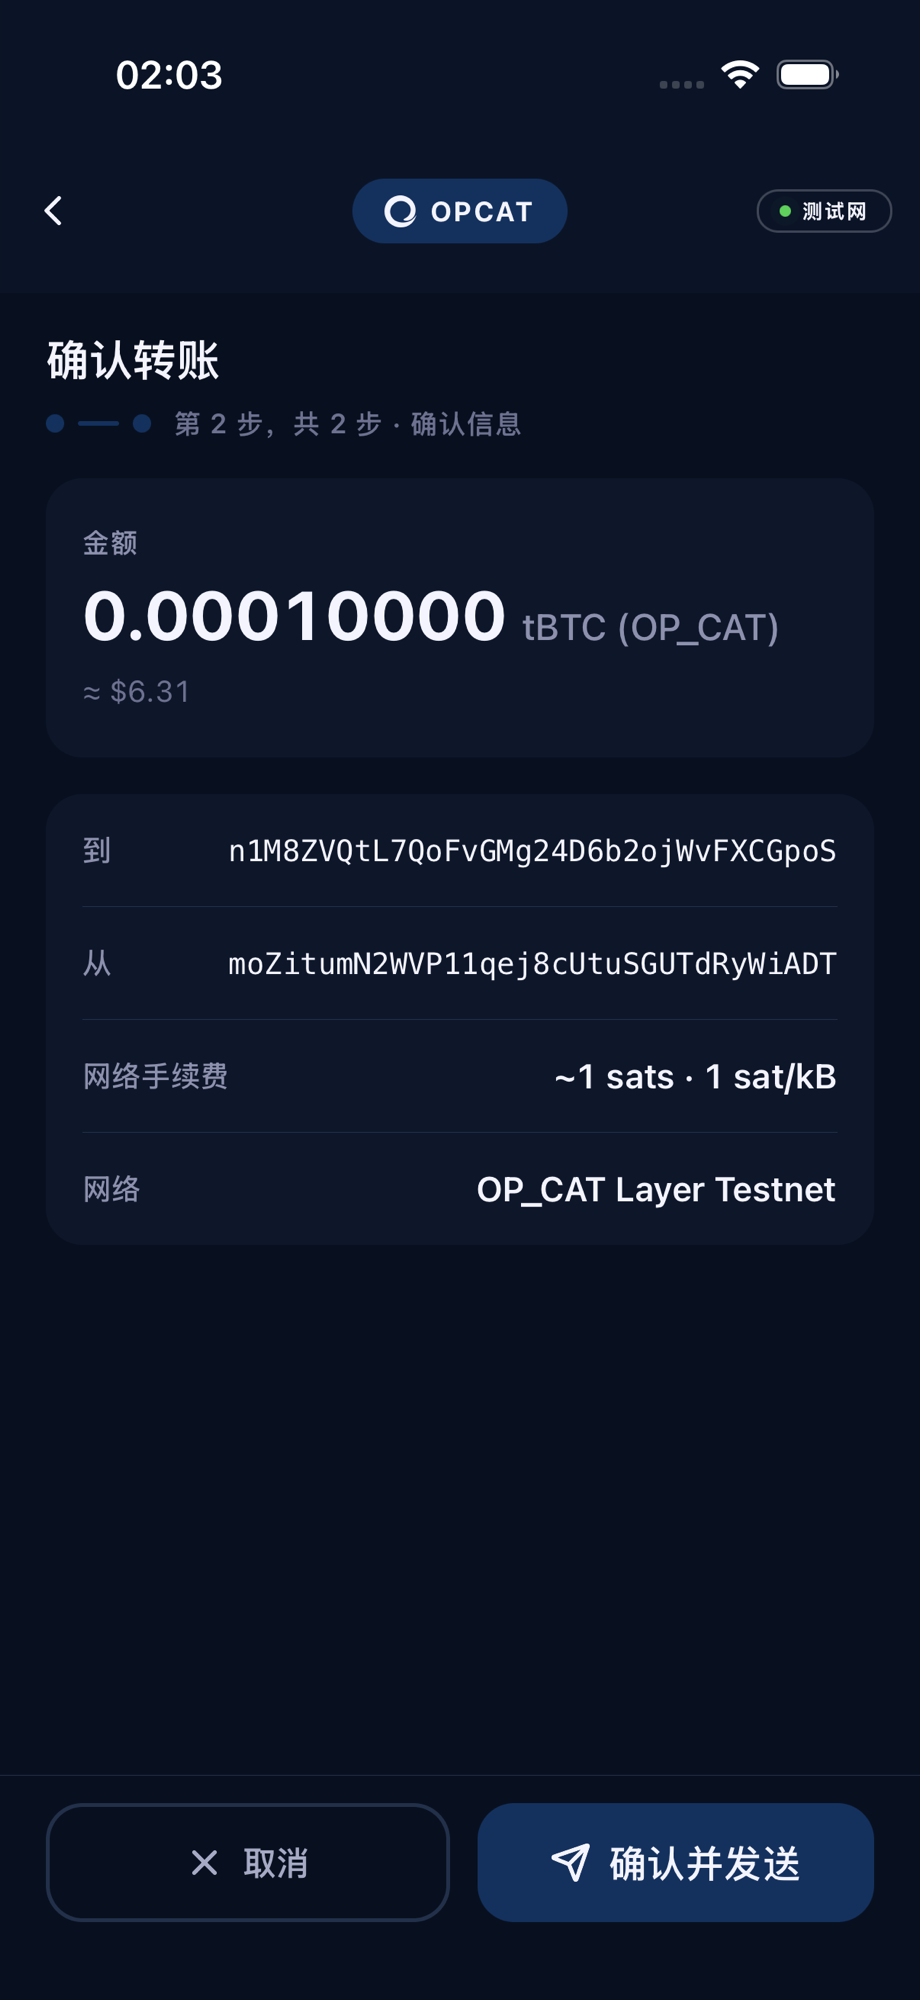 02:03
OPCAT
测试网
确认转账
第 2 步，共 2 步 · 确认信息
金额
0.00010000 tBTC (OP_CAT)
≈ $6.31
到 n1M8ZVQtL7QoFvGMg24D6b2ojWvFXCGpoS
从 moZitumN2WVP11qej8cUtuSGUTdRyWiADT
网络手续费 ~1 sats · 1 sat/kB
网络 OP_CAT Layer Testnet
取消
确认并发送